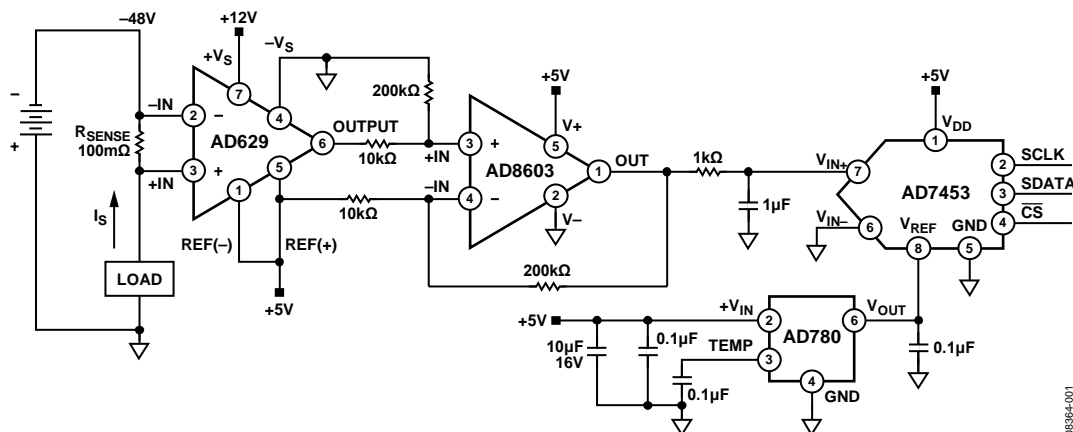 –48V
+12V
+VS
–VS
–
+
RSENSE
100mΩ
–IN
+IN
IS
LOAD
2
3
7
4
6
5
1
–
+
AD629
REF(–)
REF(+)
+5V
OUTPUT
200kΩ
10kΩ
10kΩ
+IN
–IN
3
4
+
–
AD8603
+5V
V+
5
1
2
V–
OUT
200kΩ
1kΩ
1µF
+5V
VDD
1
VIN+
7
AD7453
VIN–
6
VREF
8
GND
5
2
SCLK
3
SDATA
4
CS
+5V
10µF
16V
0.1µF
0.1µF
+VIN
2
TEMP
3
AD780
VOUT
6
4
GND
0.1µF
08364-001